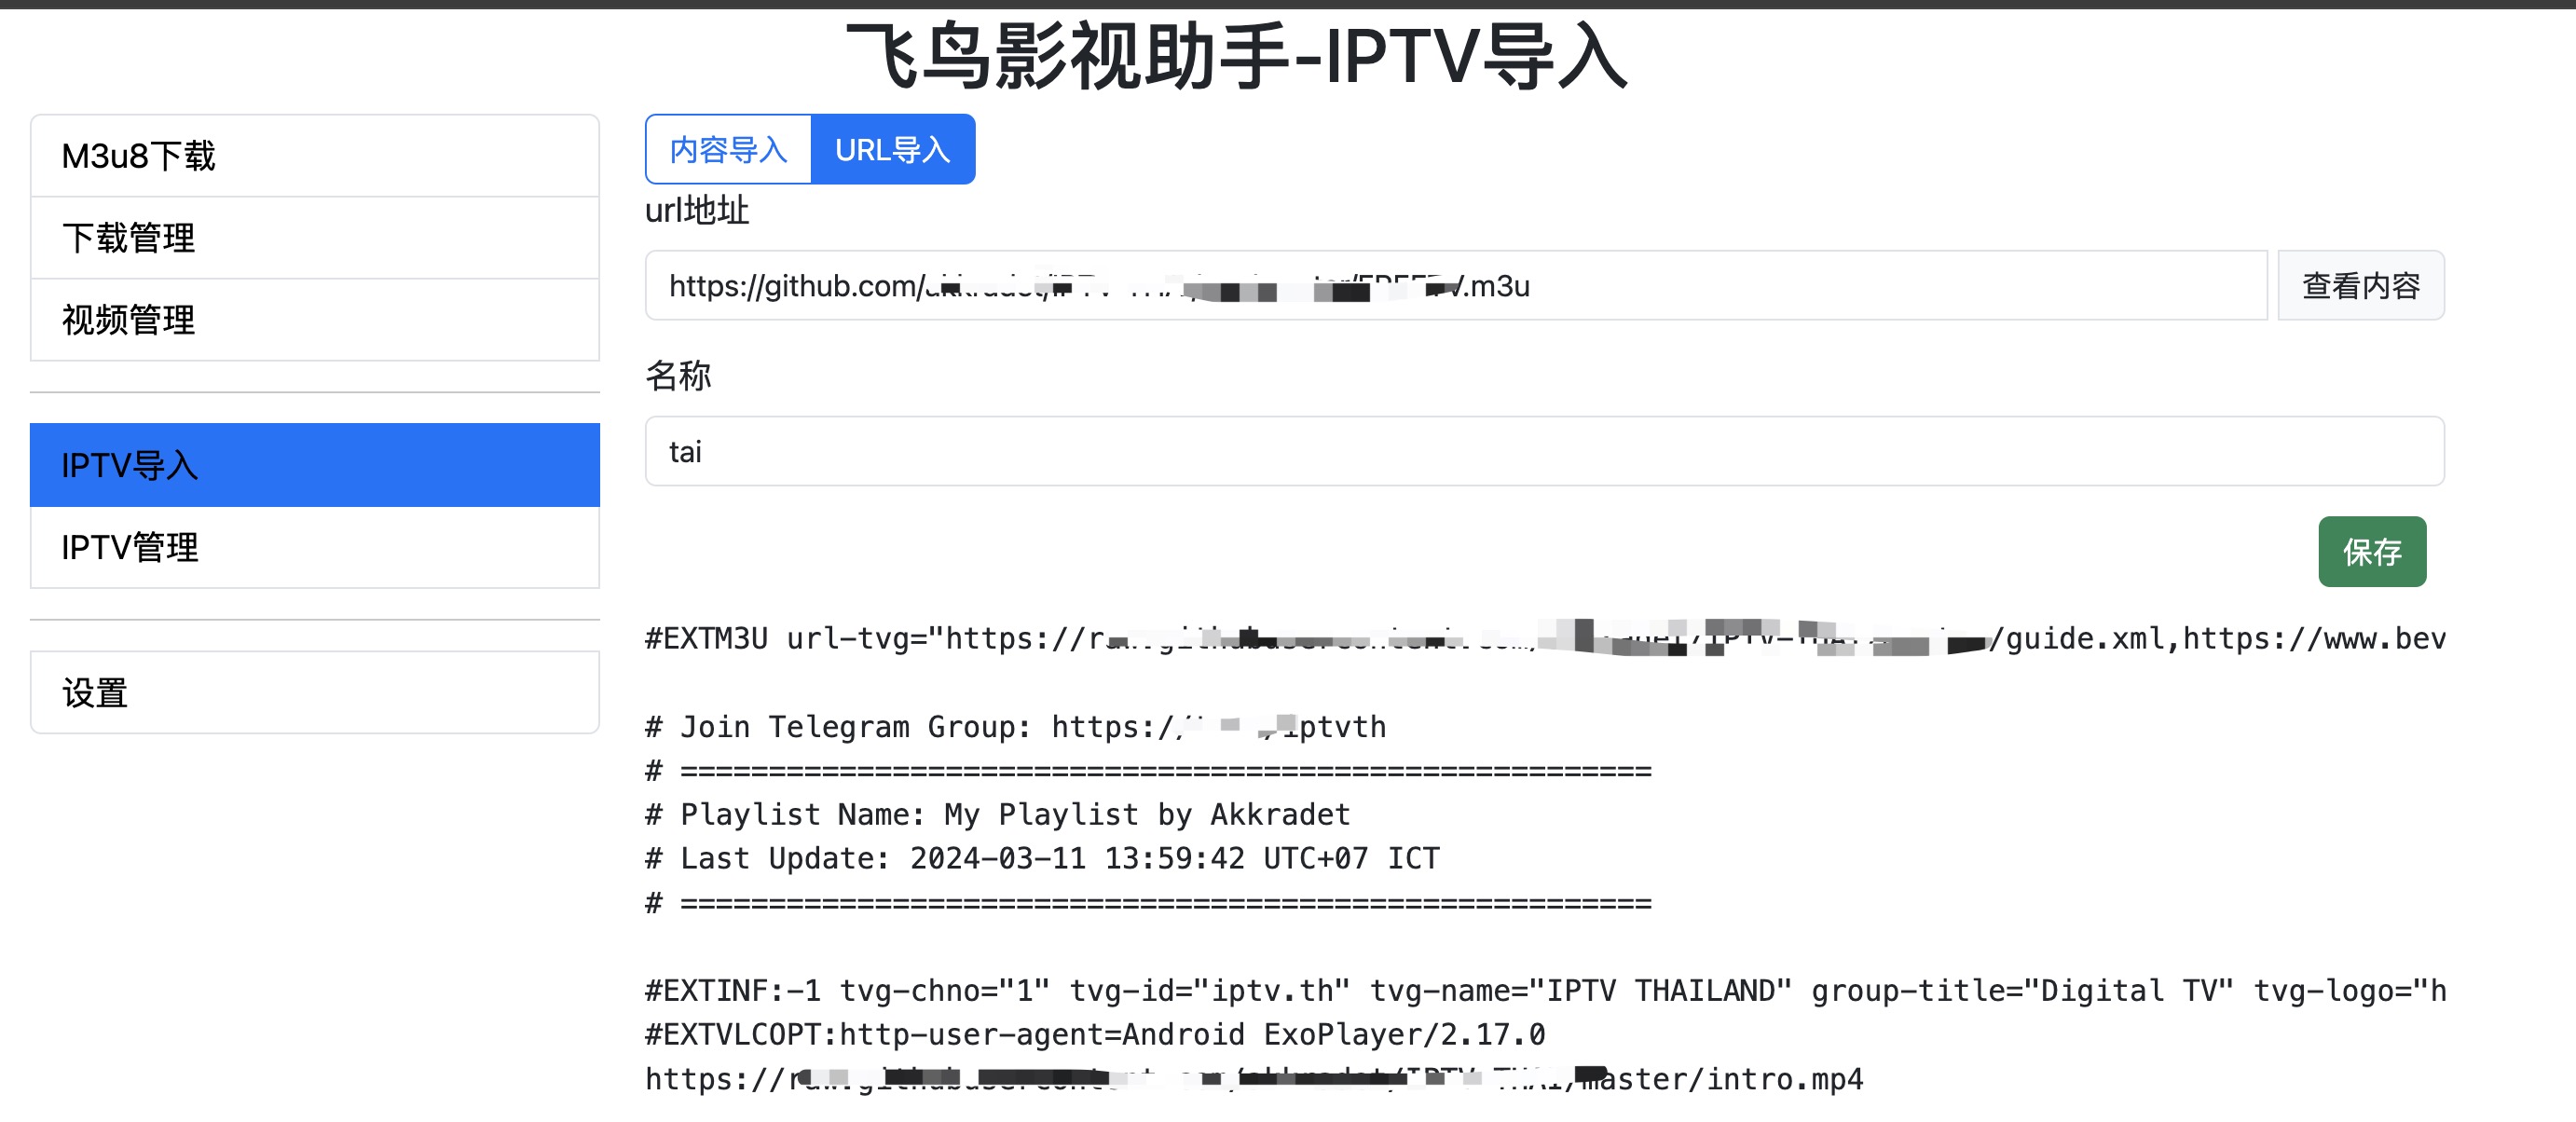 飞鸟影视助手-IPTV导入
M3u8下载
下载管理
视频管理
IPTV导入
IPTV管理
设置
内容导入 URL导入
url地址
https://github.com/ .m3u 查看内容
名称
tai
保存
#EXTM3U url-tvg="https:// /guide.xml,https://www.bev
# Join Telegram Group: https:// iptvth
# =======================================================
# Playlist Name: My Playlist by Akkradet
# Last Update: 2024-03-11 13:59:42 UTC+07 ICT
# =======================================================
#EXTINF:-1 tvg-chno="1" tvg-id="iptv.th" tvg-name="IPTV THAILAND" group-title="Digital TV" tvg-logo="h
#EXTVLCOPT:http-user-agent=Android ExoPlayer/2.17.0
https:// master/intro.mp4